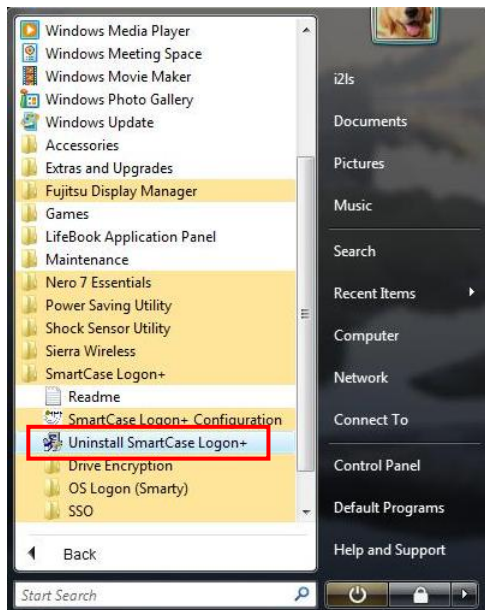 Windows Media Player
Windows Meeting Space
Windows Movie Maker
Windows Photo Gallery
Windows Update
Accessories
Extras and Upgrades
Fujitsu Display Manager
Games
LifeBook Application Panel
Maintenance
Nero 7 Essentials
Power Saving Utility
Shock Sensor Utility
Sierra Wireless
SmartCase Logon+
Readme
SmartCase Logon+ Configuration
Uninstall SmartCase Logon+
Drive Encryption
OS Logon (Smarty)
SSO
Back
Start Search
i2ls
Documents
Pictures
Music
Search
Recent Items
Computer
Network
Connect To
Control Panel
Default Programs
Help and Support